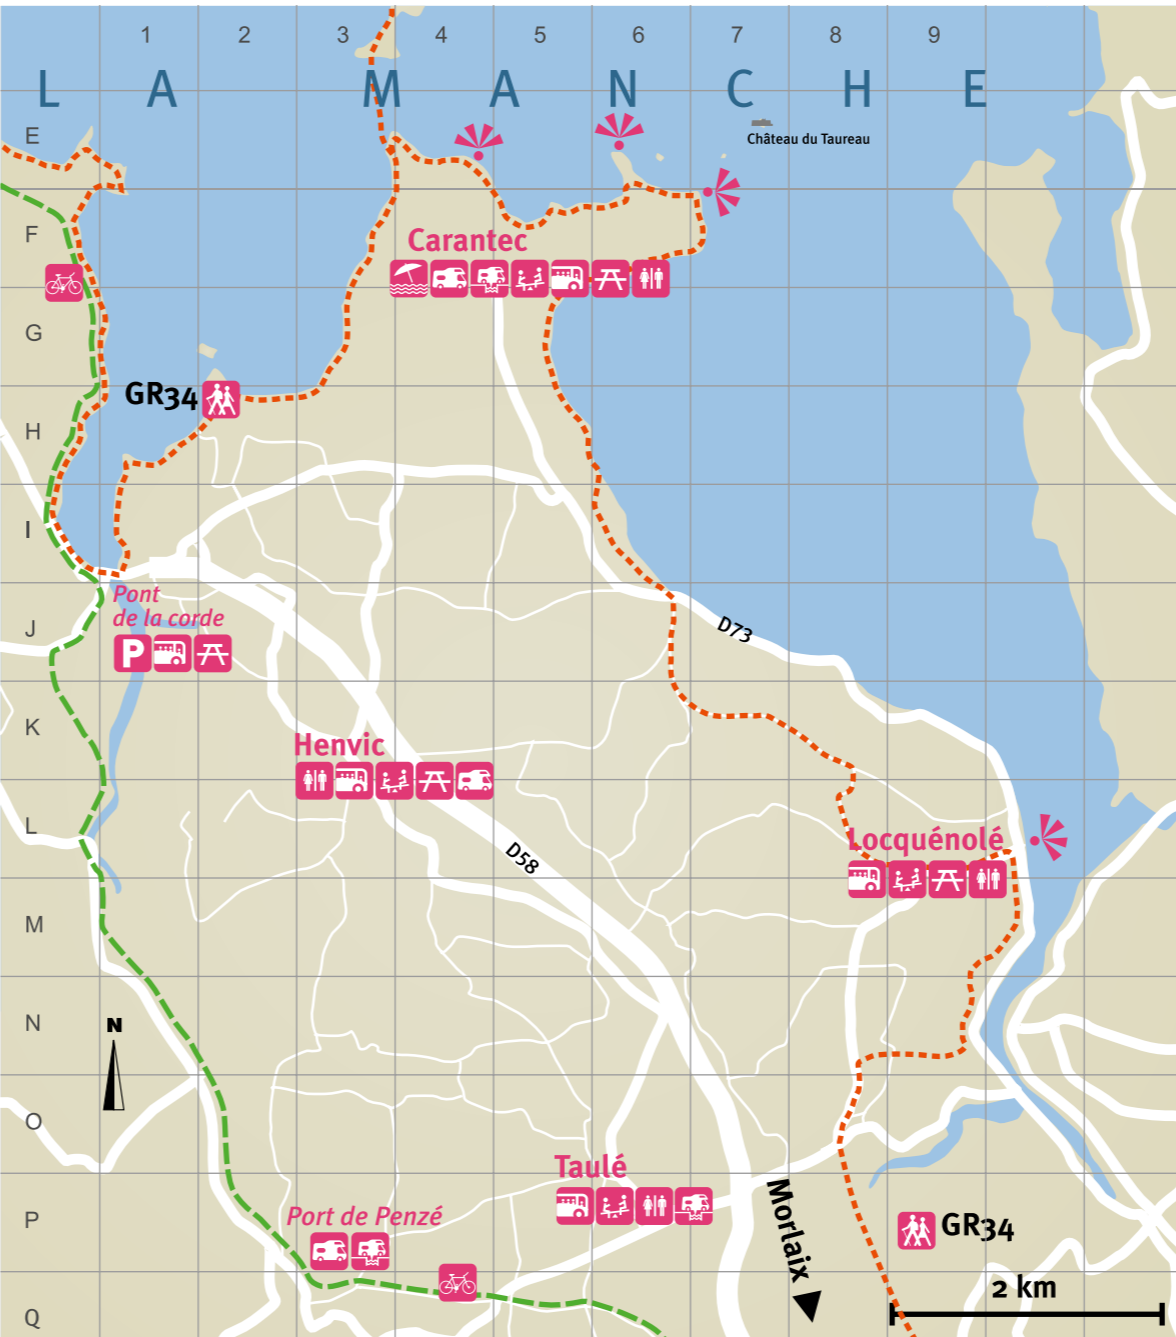 1 2 3 4 5 6 7 8 9
L A M A N C H E
E
Château du Taureau
F
Carantec
G
GR34
H
I
Pont
de la corde
J
D73
P
K
Henvic
L
Locquénolé
D58
M
N
N
O
Taulé
Morlaix
P
Port de Penzé
GR34
2 km
Q